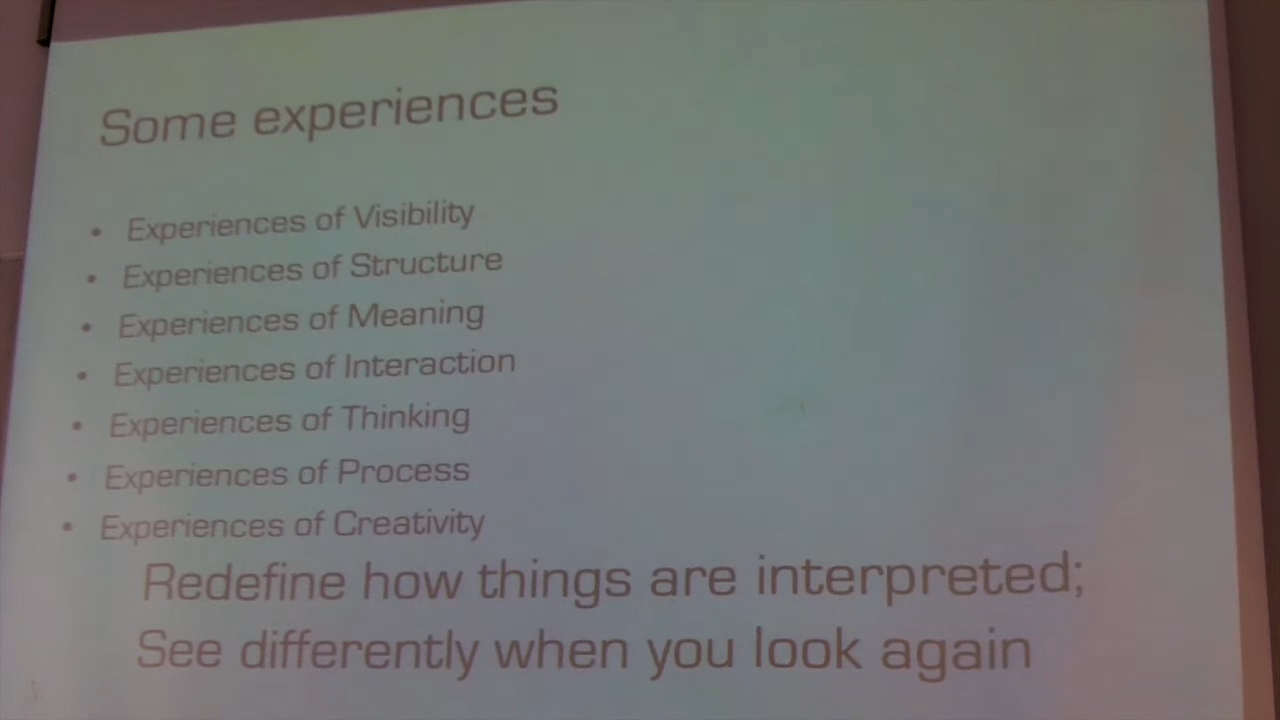 Some experiences
• Experiences of Visibility
• Experiences of Structure
• Experiences of Meaning
• Experiences of Interaction
• Experiences of Thinking
• Experiences of Process
• Experiences of Creativity
Redefine how things are interpreted;
See differently when you look again